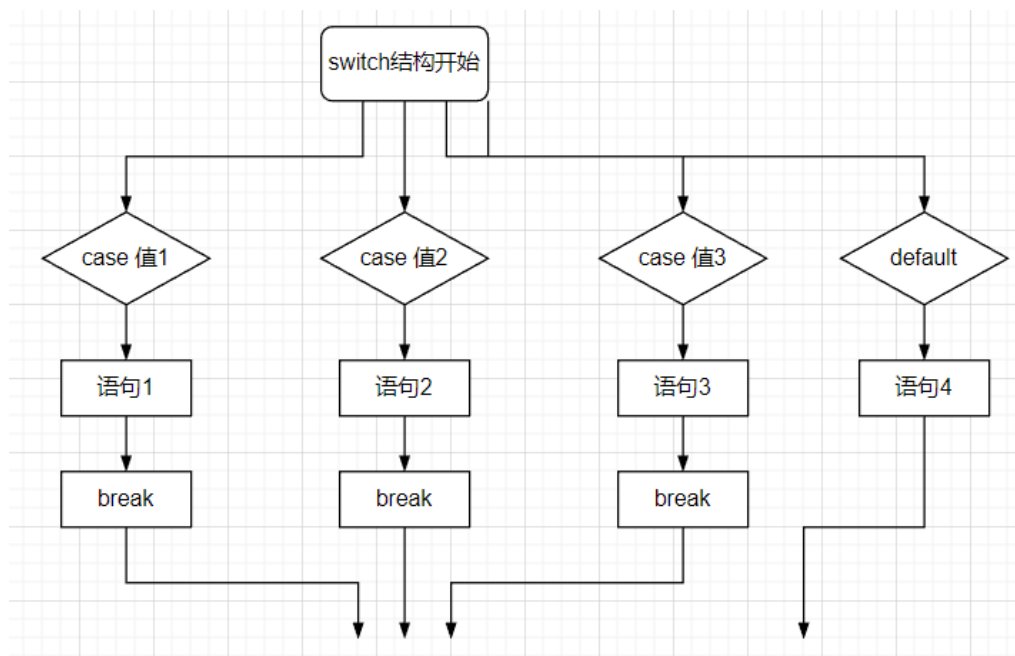 switch结构开始
case 值1
case 值2
case 值3
default
语句1
语句2
语句3
语句4
break
break
break